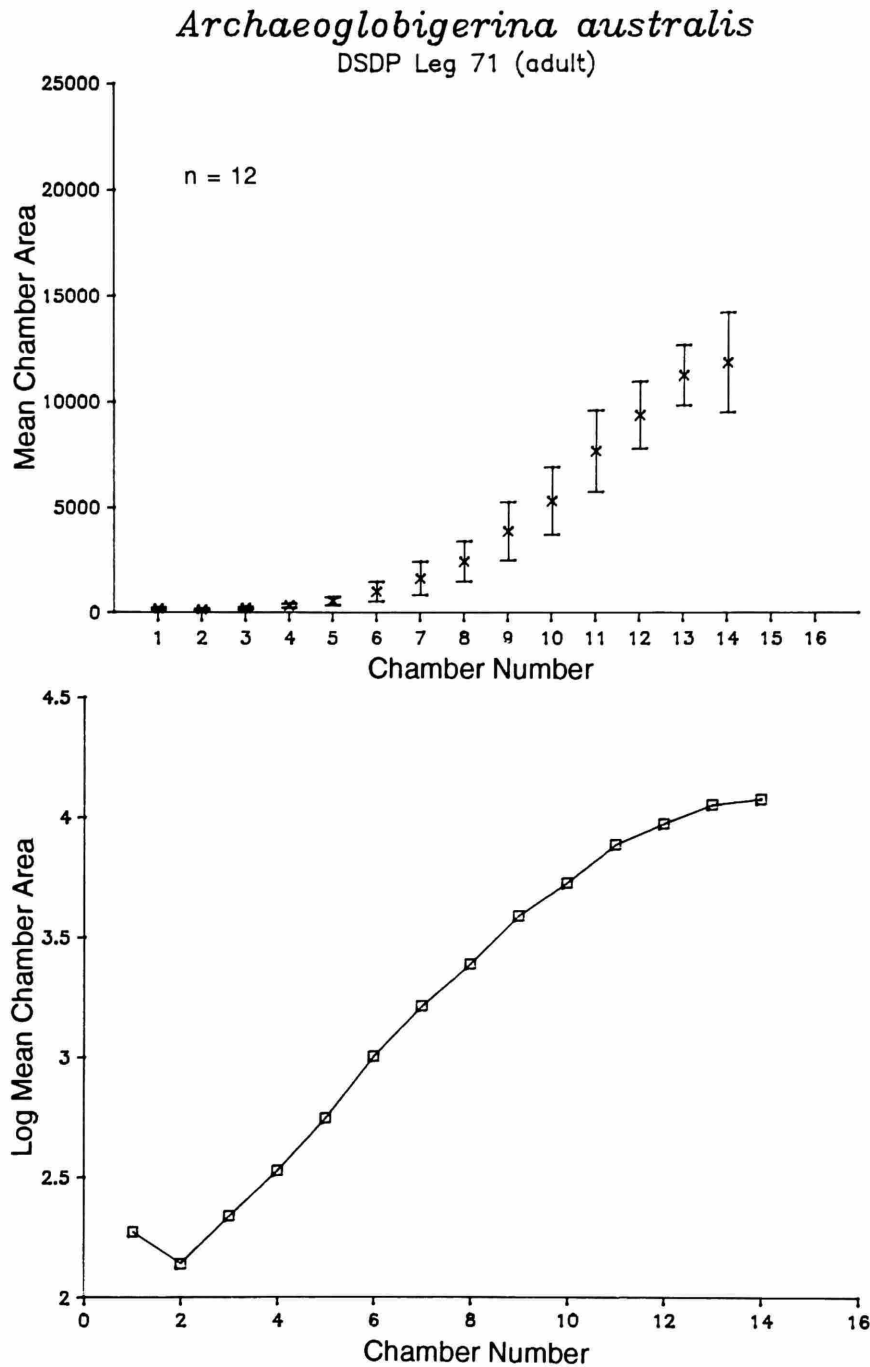 Archaeoglobigerina australis
DSDP Leg 71 (adult)
25000
20000
15000
10000
5000
0
Mean Chamber Area
n = 12
1 2 3 4 5 6 7 8 9 10 11 12 13 14 15 16
Chamber Number
4.5
4
3.5
3
2.5
2
Log Mean Chamber Area
0 2 4 6 8 10 12 14 16
Chamber Number